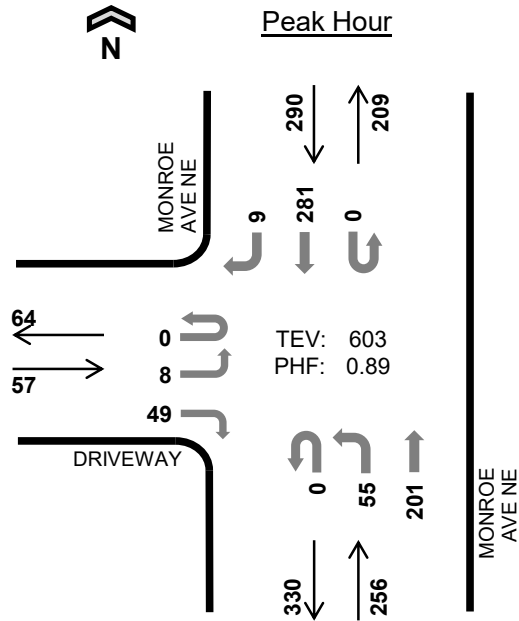 Peak Hour
N
290
209
MONROE
AVE NE
9
281
0
64
0
TEV: 603
PHF: 0.89
57
8
49
DRIVEWAY
0
55
201
MONROE
AVE NE
330
256